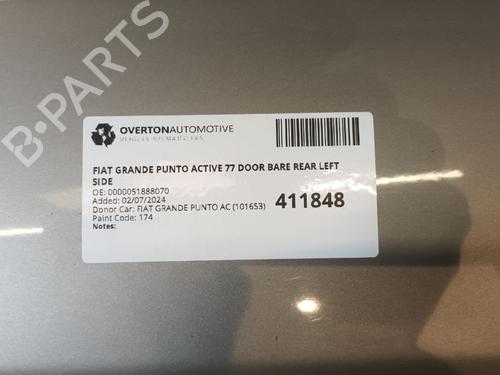 B-PARTS
OVERTONAUTOMOTIVE
VEHICLE DISMANTLERS
FIAT GRANDE PUNTO ACTIVE 77 DOOR BARE REAR LEFT
SIDE
OE: 0000051888070
Added: 02/07/2024
Donor Car: FIAT GRANDE PUNTO AC (101653)
Paint Code: 174
Notes:
411848